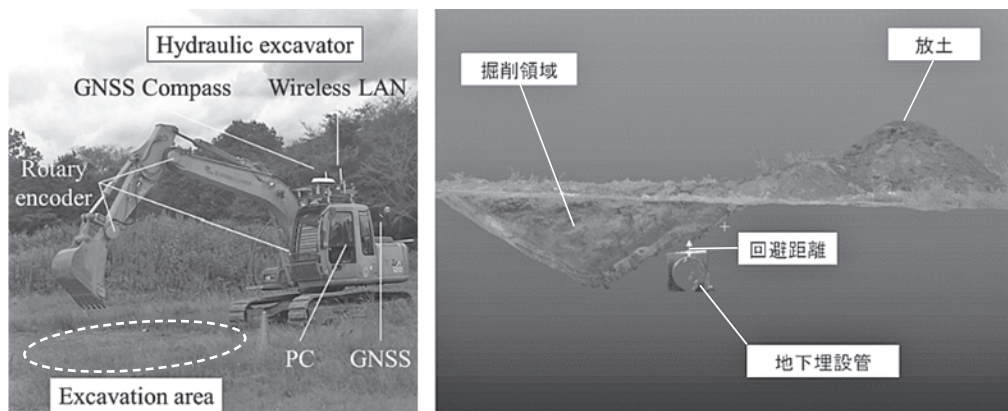 Hydraulic excavator
GNSS Compass
Wireless LAN
Rotary
encoder
PC
GNSS
Excavation area
放土
掘削領域
回避距離
地下埋設管